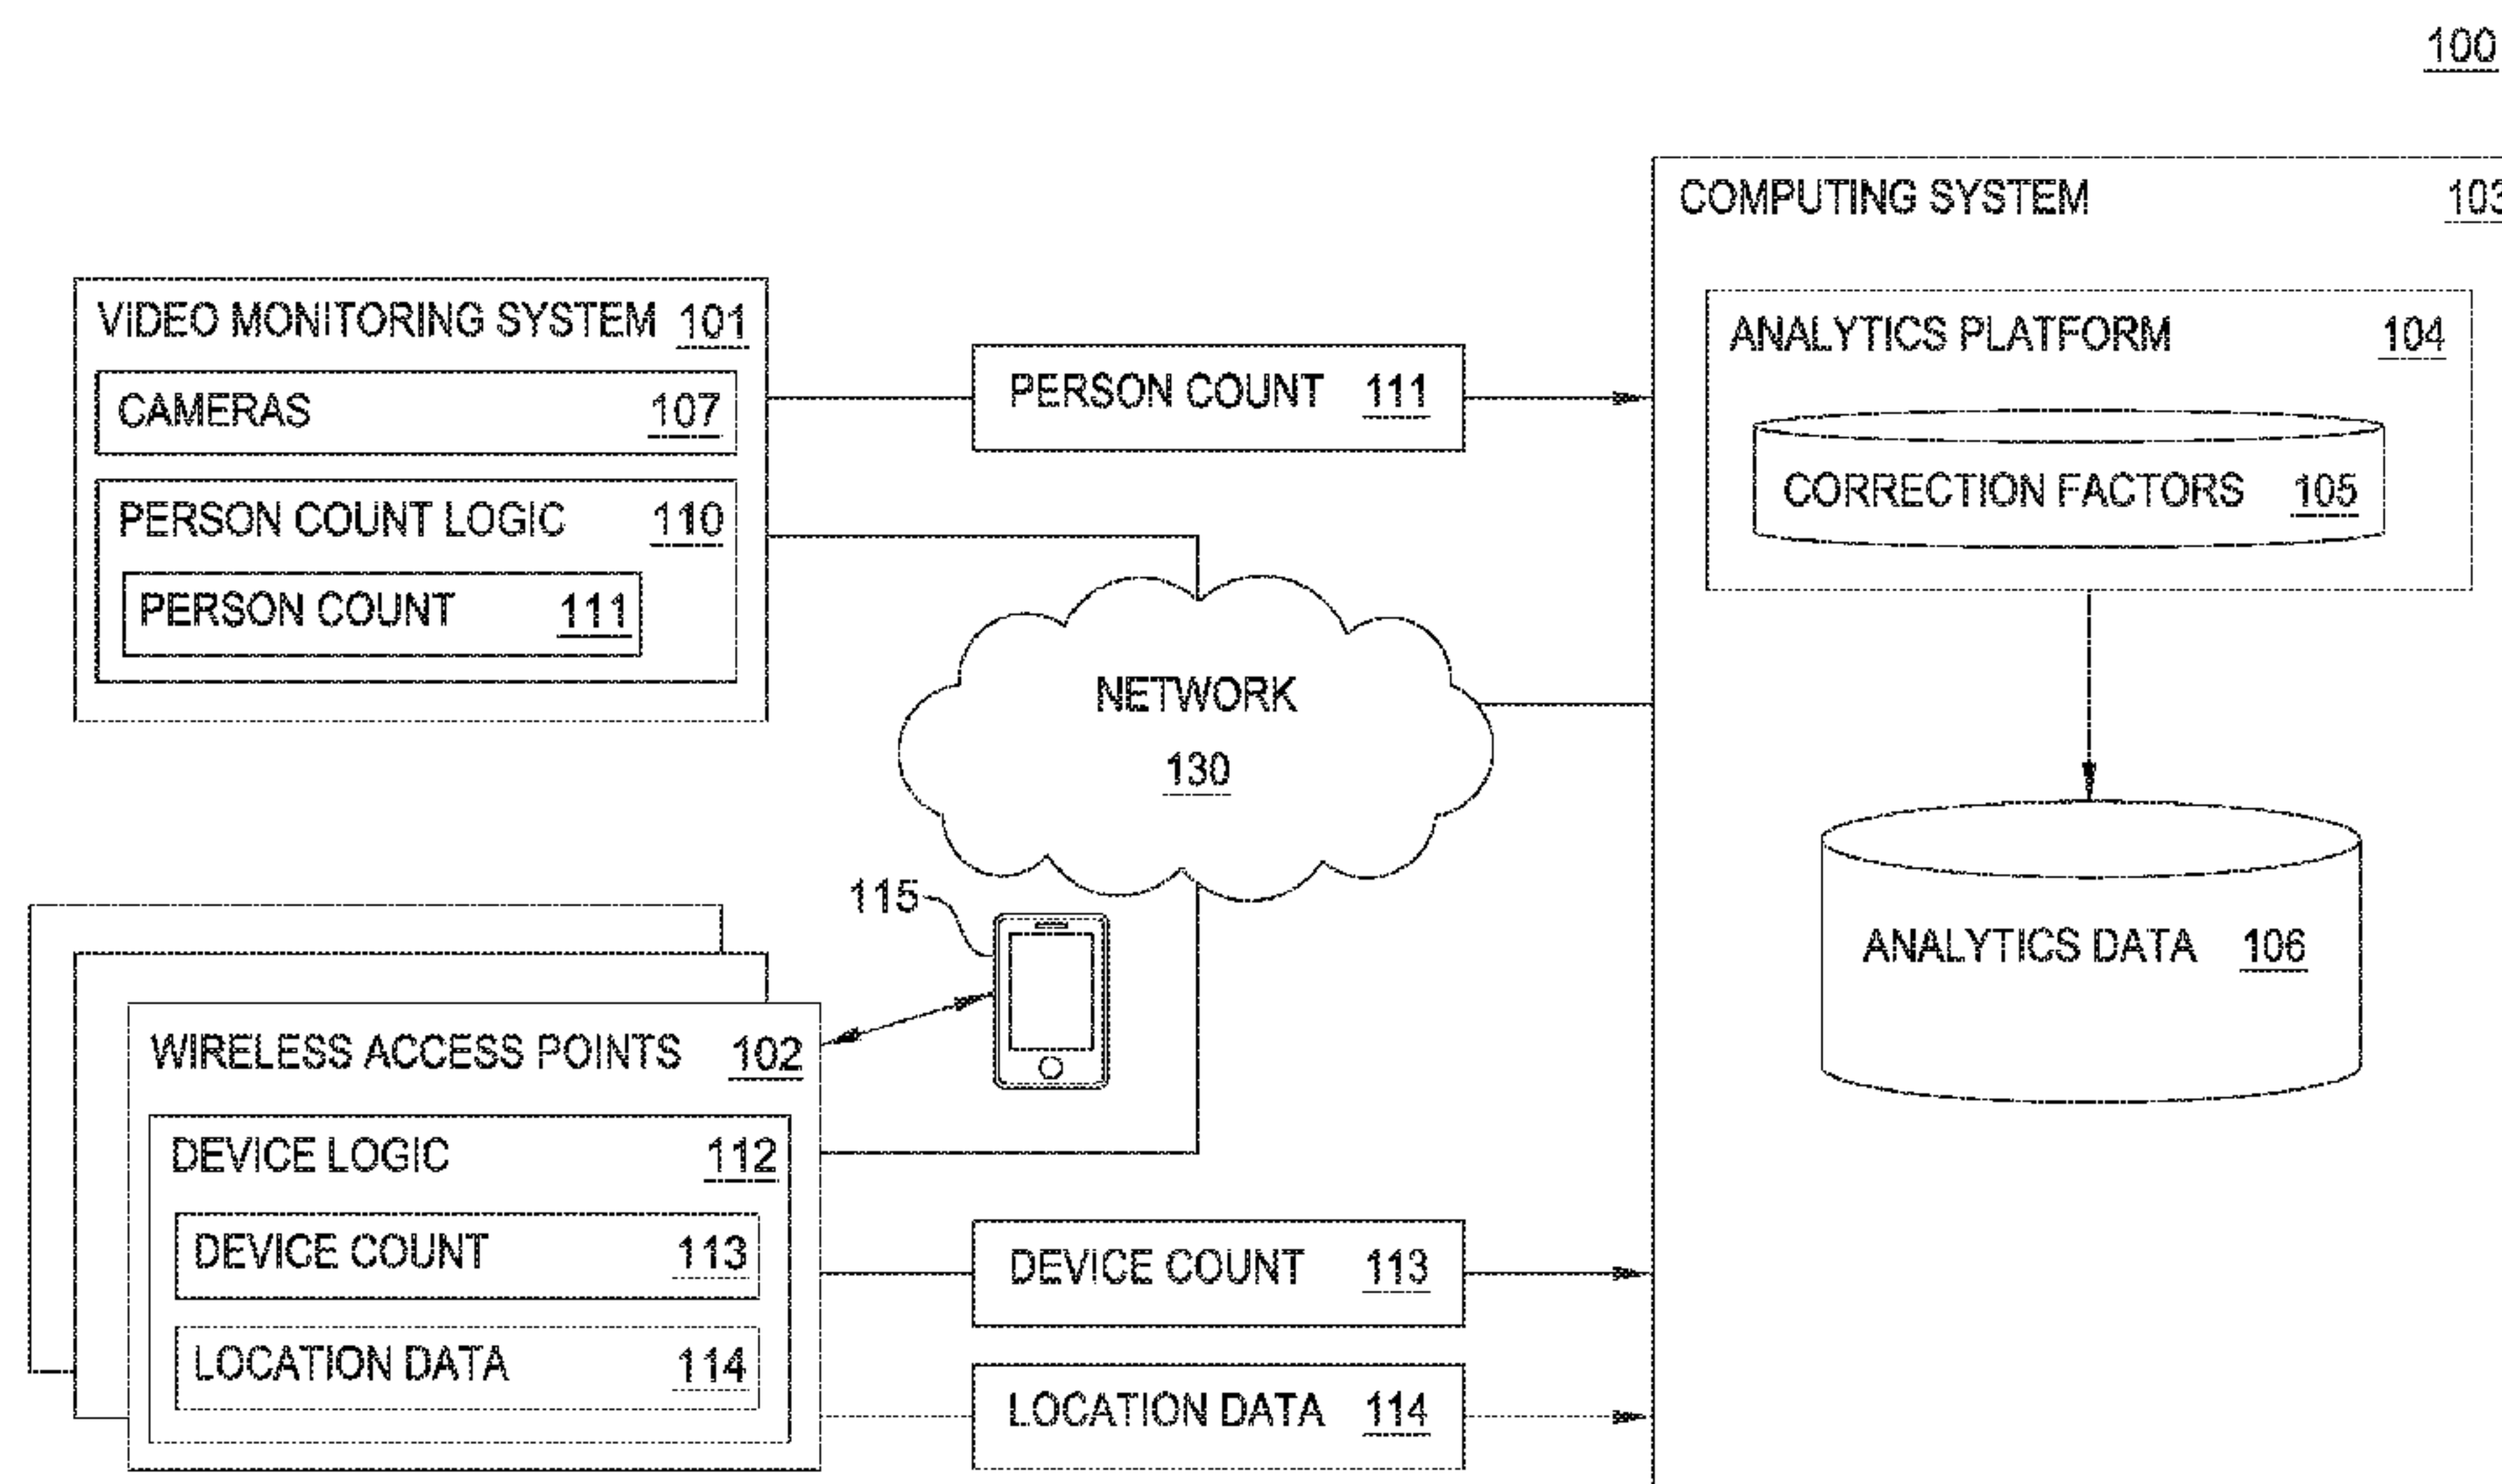 100
COMPUTING SYSTEM 103
VIDEO MONITORING SYSTEM 101
CAMERAS 107
PERSON COUNT LOGIC 110
PERSON COUNT 111
PERSON COUNT 111
ANALYTICS PLATFORM 104
CORRECTION FACTORS 105
NETWORK
130
ANALYTICS DATA 106
115
WIRELESS ACCESS POINTS 102
DEVICE LOGIC 112
DEVICE COUNT 113
LOCATION DATA 114
DEVICE COUNT 113
LOCATION DATA 114